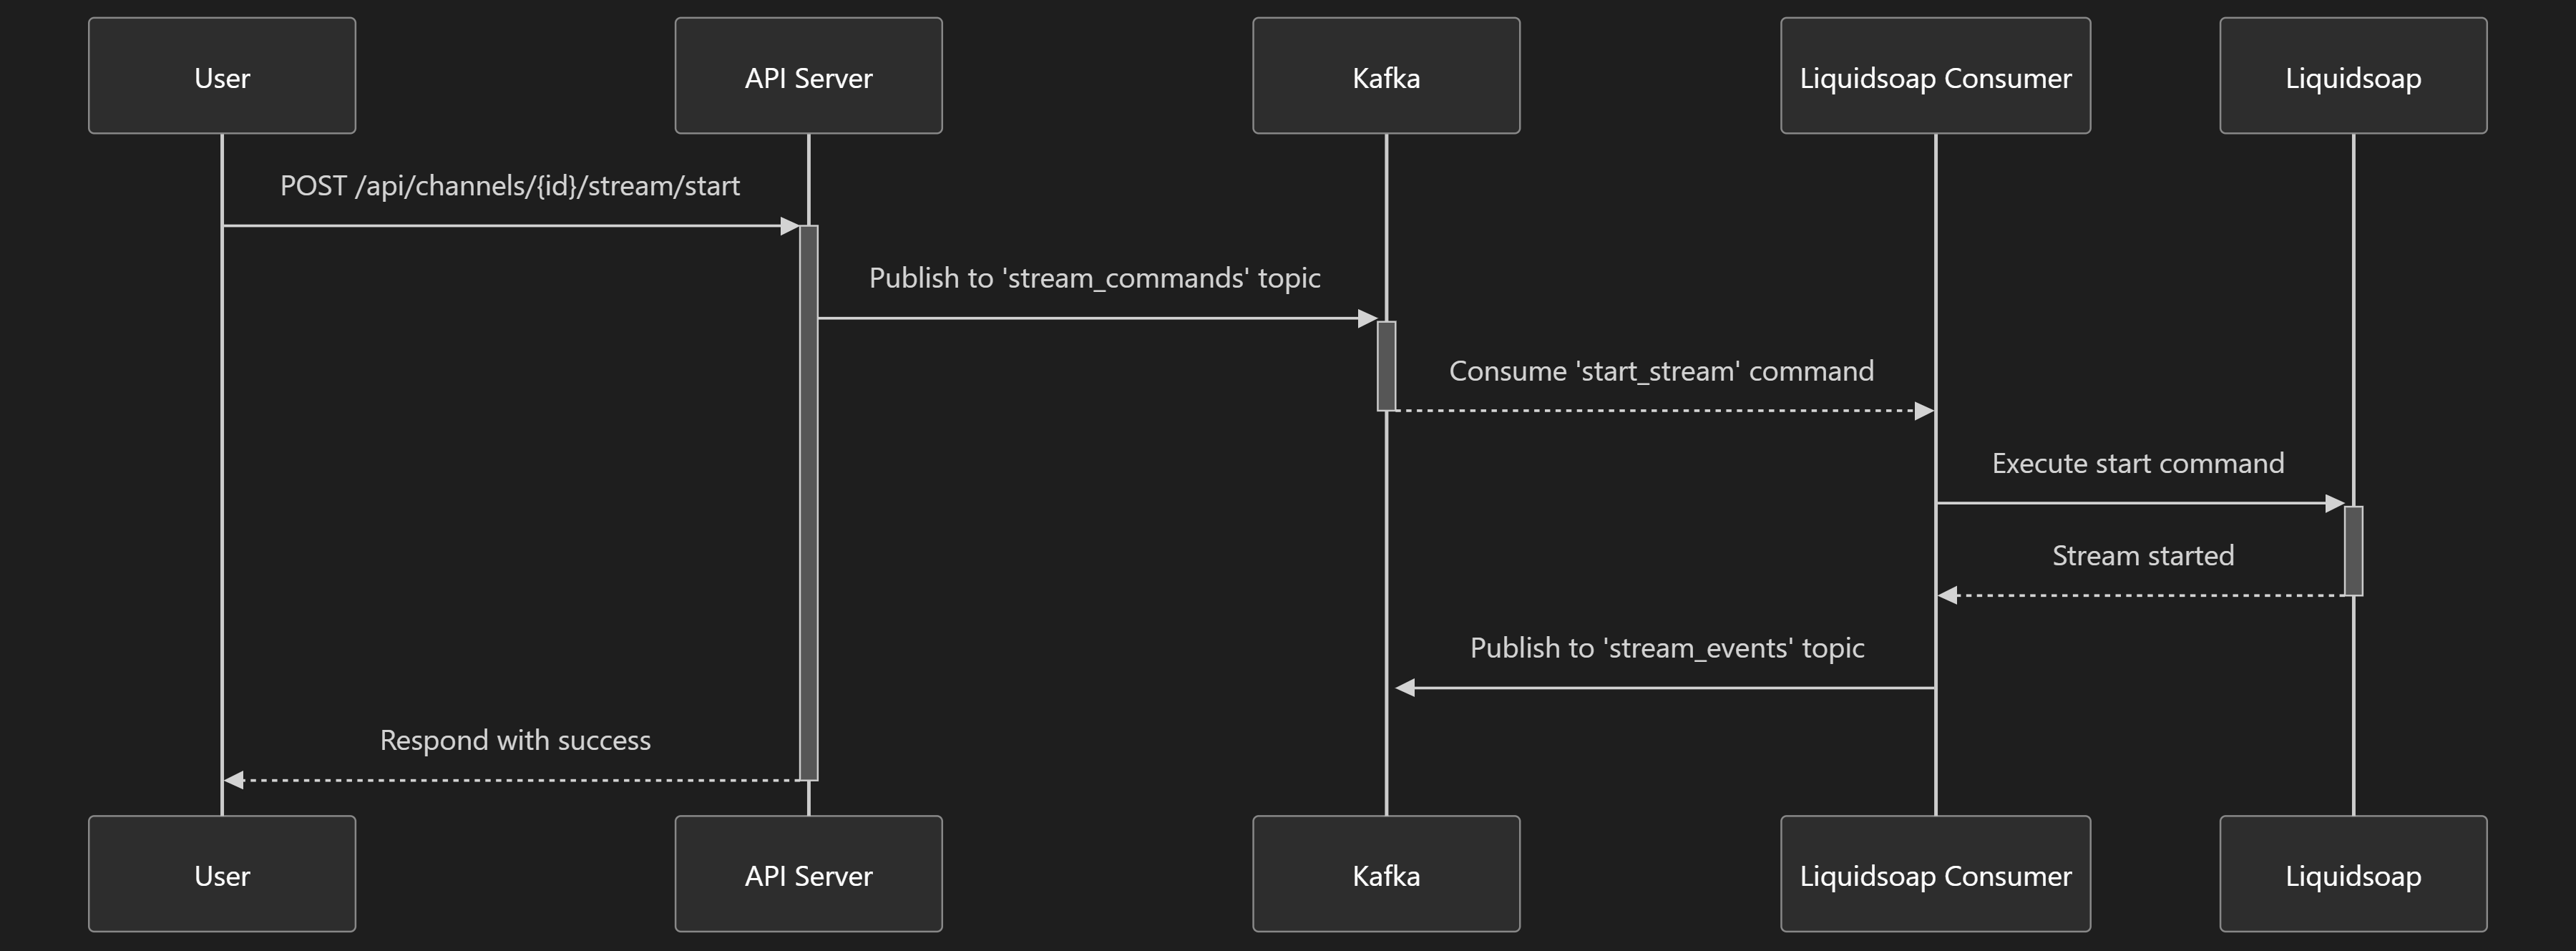 User
API Server
Kafka
Liquidsoap Consumer
Liquidsoap
POST /api/channels/{id}/stream/start
Publish to 'stream_commands' topic
Consume 'start_stream' command
Execute start command
Stream started
Publish to 'stream_events' topic
Respond with success
User
API Server
Kafka
Liquidsoap Consumer
Liquidsoap